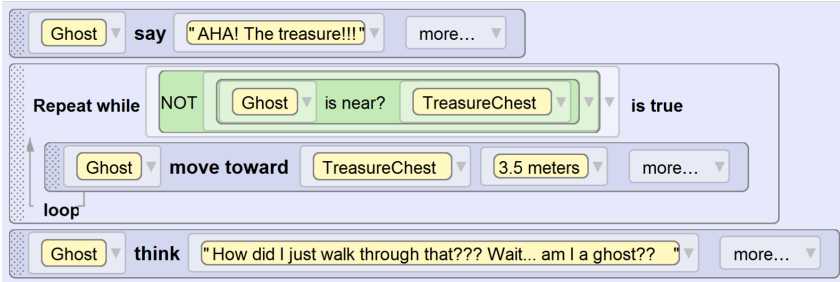 Ghost say "AHA! The treasure!!!" more...
Repeat while NOT Ghost is near? TreasureChest is true
Ghost move toward TreasureChest 3.5 meters more...
loop
Ghost think "How did I just walk through that??? Wait... am I a ghost?? "  more...